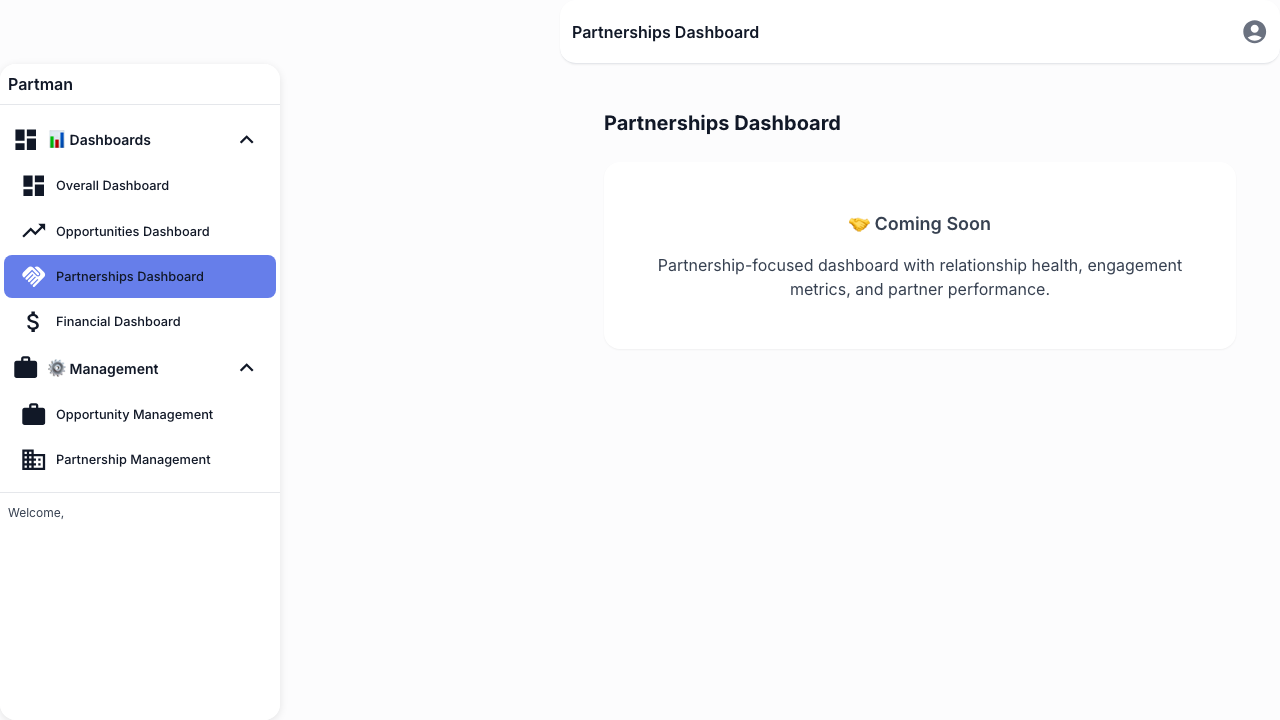 Partnerships Dashboard
Partman
📊 Dashboards
Overall Dashboard
Opportunities Dashboard
Partnerships Dashboard
Financial Dashboard
⚙️ Management
Opportunity Management
Partnership Management
Welcome,
Partnerships Dashboard
🤝 Coming Soon
Partnership-focused dashboard with relationship health, engagement
metrics, and partner performance.